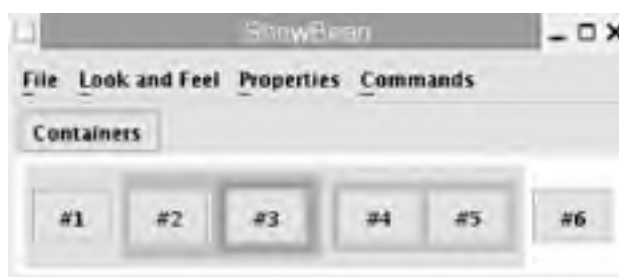 ShowBean
File Look and Feel Properties Commands
Containers
#1 #2 #3 #4 #5 #6